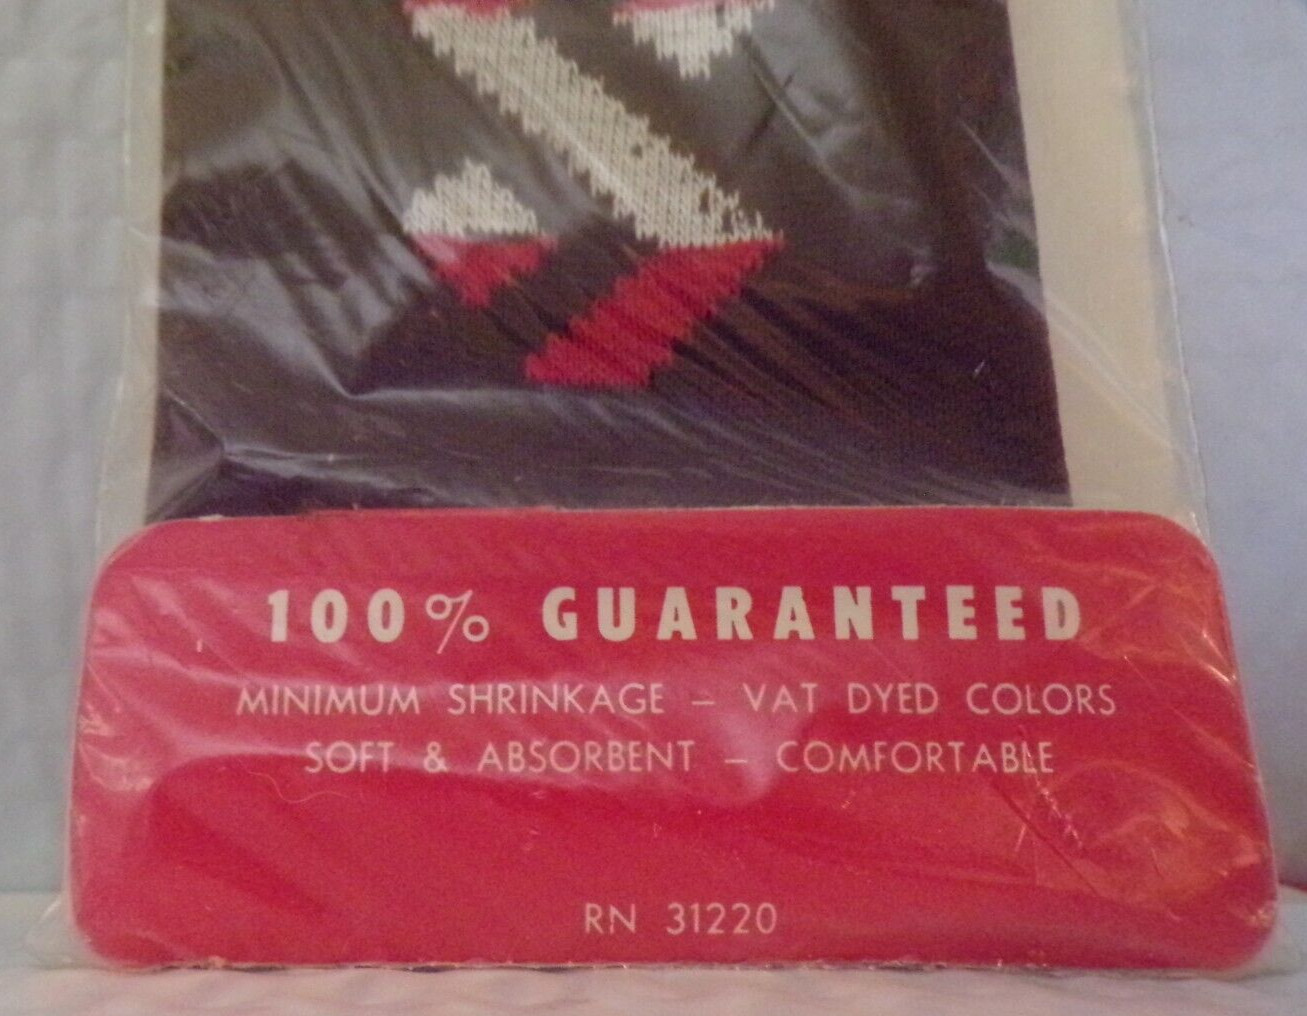 100% GUARANTEED
MINIMUM SHRINKAGE – VAT DYED COLORS
SOFT & ABSORBENT – COMFORTABLE
RN 31220